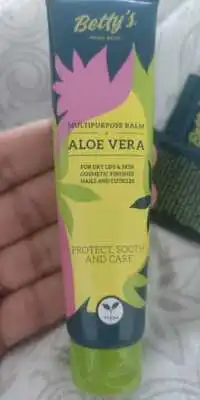 Betty's
MULTIPURPOSE BALM
ALOE VERA
FOR DRY LIPS & SKIN
COSMETIC FINISHES
NAILS AND CUTICLES
PROTECT, SOOTH
AND CARE